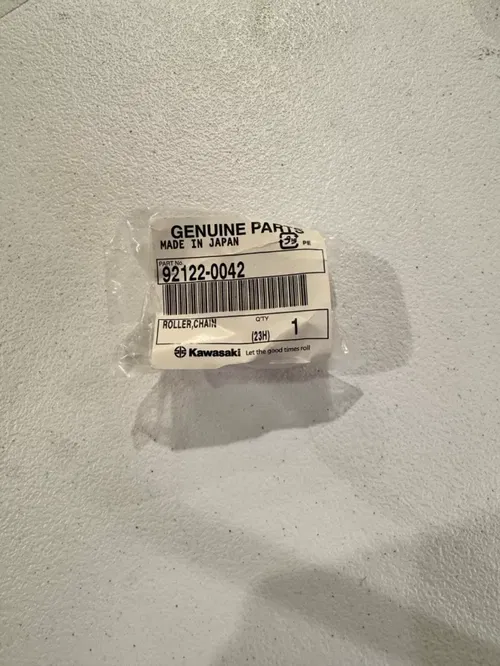 GENUINE PARTS
MADE IN JAPAN
PE
PART No.
92122-0042
ROLLER,CHAIN
Q'TY
(23H)
1
Kawasaki Let the good times roll